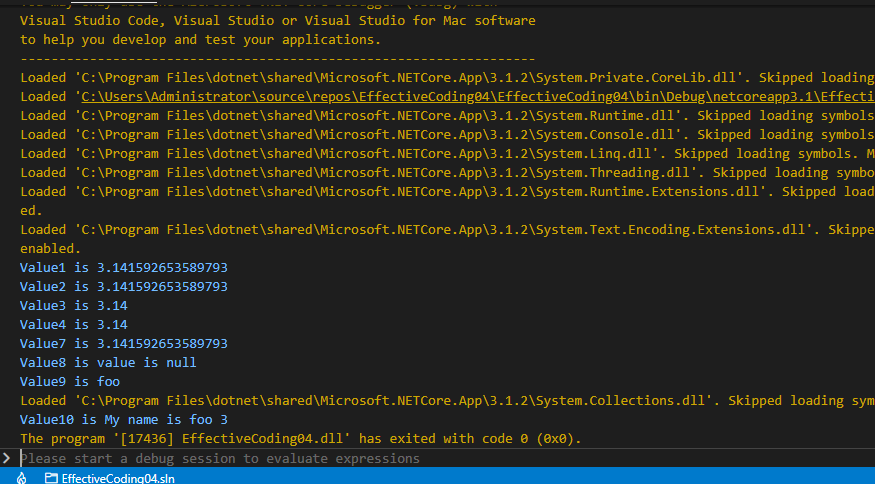 Visual Studio Code, Visual Studio or Visual Studio for Mac software
to help you develop and test your applications.
-------------------------------------------------------------------
Loaded 'C:\Program Files\dotnet\shared\Microsoft.NETCore.App\3.1.2\System.Private.CoreLib.dll'. Skipped loading
Loaded 'C:\Users\Administrator\source\repos\EffectiveCoding04\EffectiveCoding04\bin\Debug\netcoreapp3.1\Effecti
Loaded 'C:\Program Files\dotnet\shared\Microsoft.NETCore.App\3.1.2\System.Runtime.dll'. Skipped loading symbols
Loaded 'C:\Program Files\dotnet\shared\Microsoft.NETCore.App\3.1.2\System.Console.dll'. Skipped loading symbols
Loaded 'C:\Program Files\dotnet\shared\Microsoft.NETCore.App\3.1.2\System.Linq.dll'. Skipped loading symbols. M
Loaded 'C:\Program Files\dotnet\shared\Microsoft.NETCore.App\3.1.2\System.Threading.dll'. Skipped loading symbo
Loaded 'C:\Program Files\dotnet\shared\Microsoft.NETCore.App\3.1.2\System.Runtime.Extensions.dll'. Skipped load
ed.
Loaded 'C:\Program Files\dotnet\shared\Microsoft.NETCore.App\3.1.2\System.Text.Encoding.Extensions.dll'. Skippe
enabled.
Value1 is 3.141592653589793
Value2 is 3.141592653589793
Value3 is 3.14
Value4 is 3.14
Value7 is 3.141592653589793
Value8 is value is null
Value9 is foo
Loaded 'C:\Program Files\dotnet\shared\Microsoft.NETCore.App\3.1.2\System.Collections.dll'. Skipped loading sym
Value10 is My name is foo 3
The program '[17436] EffectiveCoding04.dll' has exited with code 0 (0x0).
Please start a debug session to evaluate expressions
EffectiveCoding04.sln